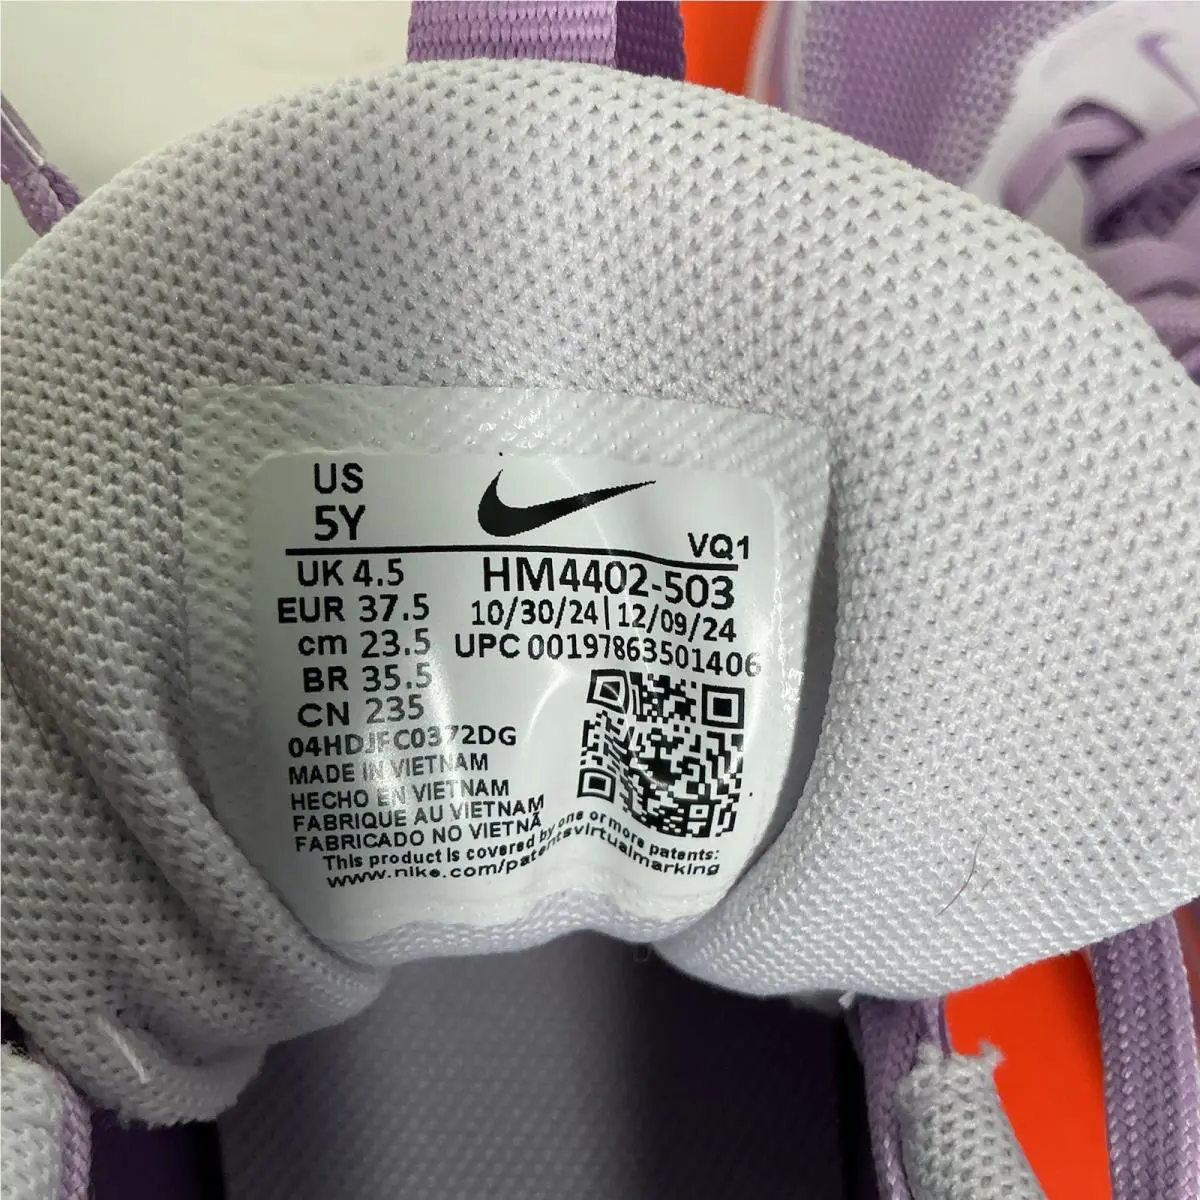 US
5Y
VQ1
UK 4.5
HM4402-503
EUR 37.5
10/30/24|12/09/24
cm 23.5
UPC 00197863501406
BR 35.5
CN 235
04HDJFC0372DG
MADE IN VIETNAM
HECHO EN VIETNAM
FABRIQUE AU VIETNAM
FABRICADO NO VIETNÃ
This product is covered by one or more patents:
www.nike.com/patentsvirtualmarking